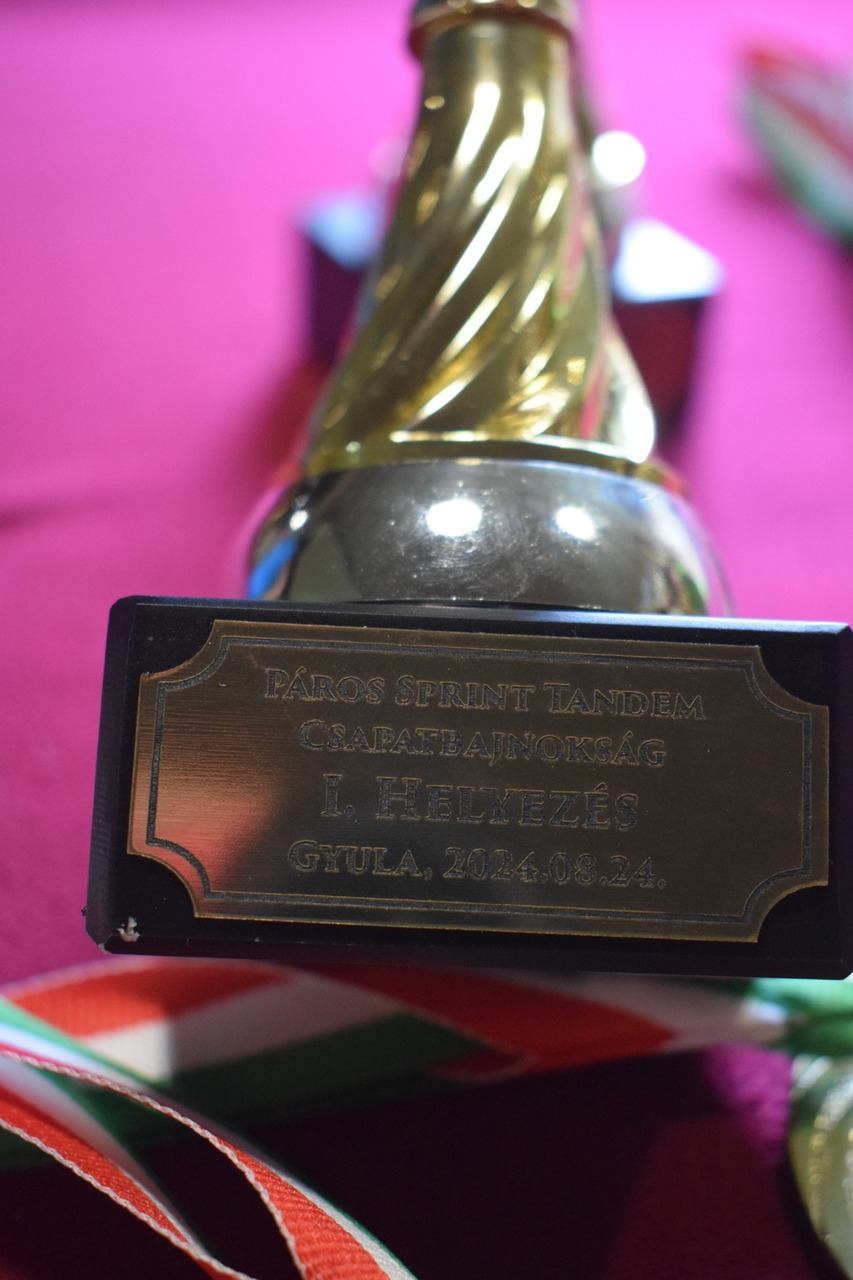 PÁROS SPRINT TANDEM
CSAPATBAJNOKSÁG
I. HELYEZÉS
GYULA, 2024.08.24.